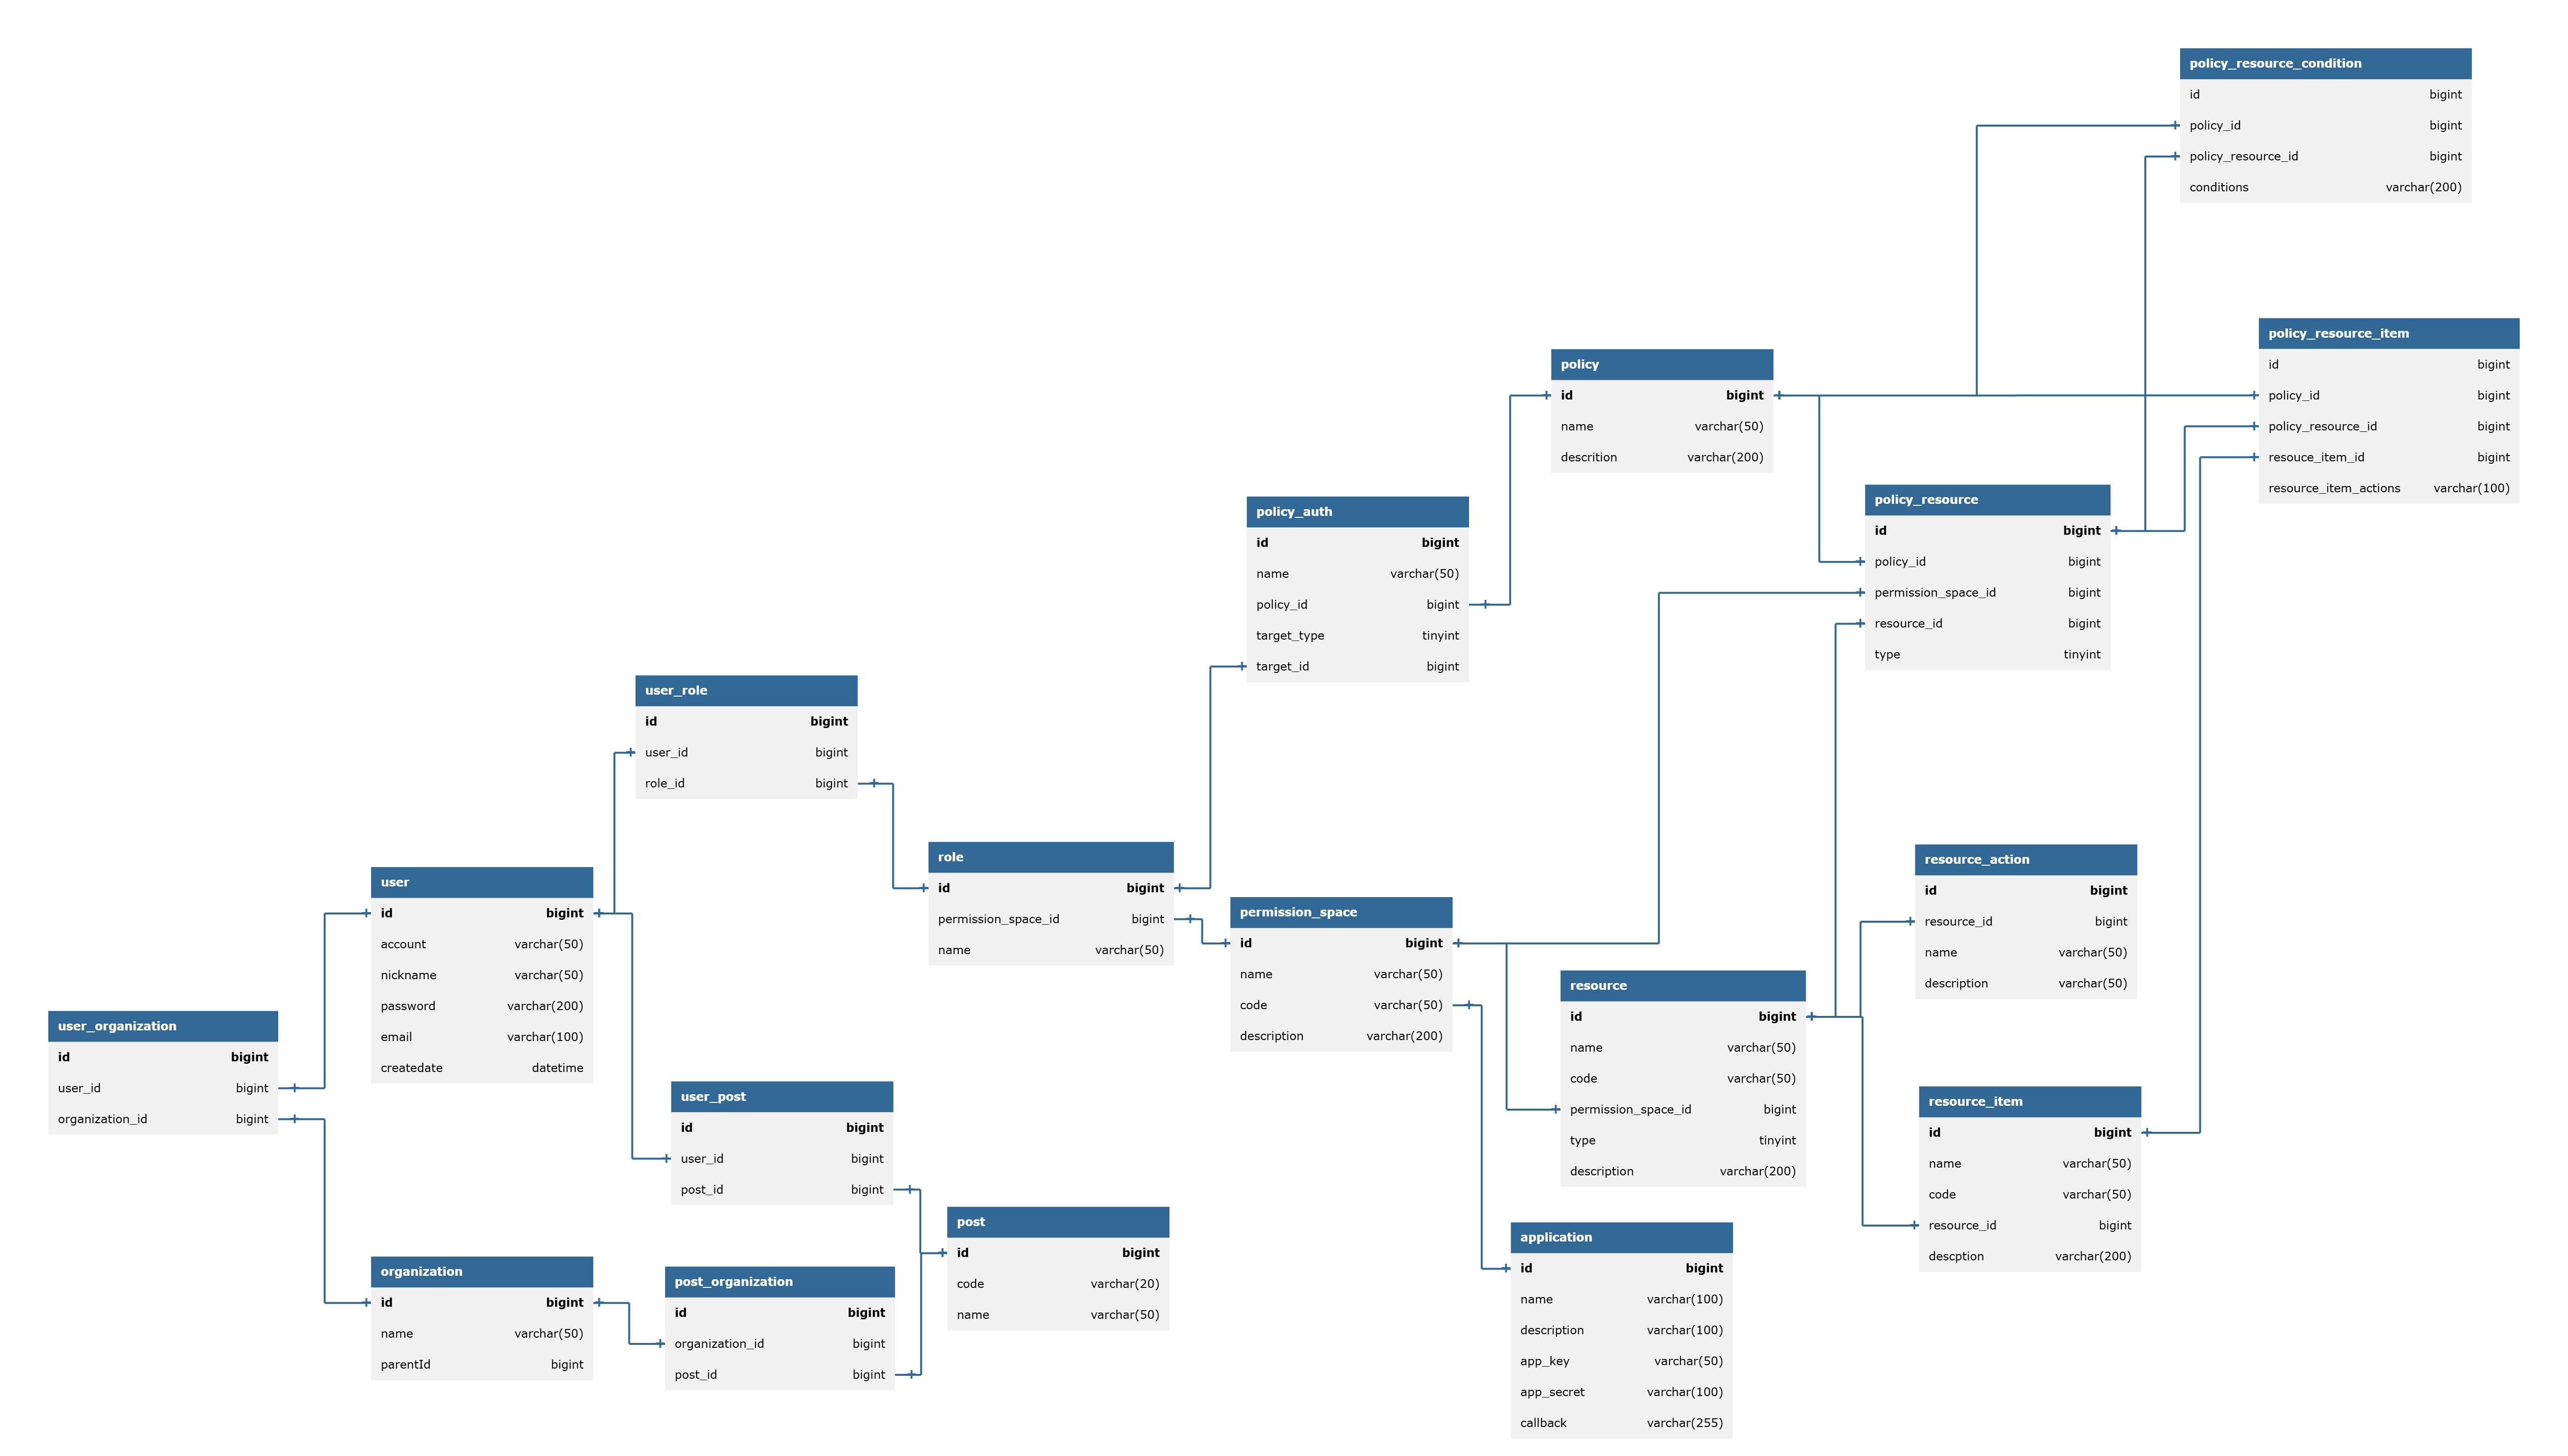 policy_resource_condition
id bigint
policy_id bigint
policy_resource_id bigint
conditions varchar(200)
policy_resource_item
id bigint
policy_id bigint
policy_resource_id bigint
resouce_item_id bigint
resource_item_actions varchar(100)
policy
id bigint
name varchar(50)
descrition varchar(200)
policy_resource
id bigint
policy_id bigint
permission_space_id bigint
resource_id bigint
type tinyint
policy_auth
id bigint
name varchar(50)
policy_id bigint
target_type tinyint
target_id bigint
user_role
id bigint
user_id bigint
role_id bigint
role
id bigint
permission_space_id bigint
name varchar(50)
resource_action
id bigint
resource_id bigint
name varchar(50)
description varchar(50)
user
id bigint
account varchar(50)
nickname varchar(50)
password varchar(200)
email varchar(100)
createdate datetime
permission_space
id bigint
name varchar(50)
code varchar(50)
description varchar(200)
resource
id bigint
name varchar(50)
code varchar(50)
permission_space_id bigint
type tinyint
description varchar(200)
user_organization
id bigint
user_id bigint
organization_id bigint
user_post
id bigint
user_id bigint
post_id bigint
resource_item
id bigint
name varchar(50)
code varchar(50)
resource_id bigint
descption varchar(200)
post
id bigint
code varchar(20)
name varchar(50)
application
id bigint
name varchar(100)
description varchar(100)
app_key varchar(50)
app_secret varchar(100)
callback varchar(255)
organization
id bigint
name varchar(50)
parentId bigint
post_organization
id bigint
organization_id bigint
post_id bigint